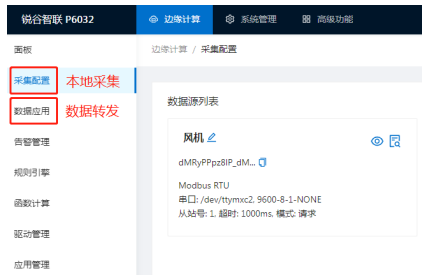 锐谷智联 P6032
边缘计算
系统管理
高级功能
面板
边缘计算 / 采集配置
采集配置
本地采集
数据应用
数据转发
数据源列表
告警管理
风机
规则引擎
dMRyPPpz8IP_dM...
函数计算
Modbus RTU
串口: /dev/ttymxc2, 9600-8-1-NONE
从站号: 1, 超时: 1000ms, 模式: 请求
驱动管理
应用管理